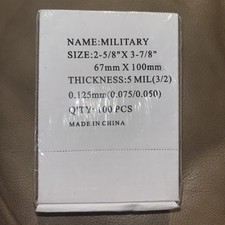 NAME:MILITARY
SIZE:2-5/8"X 3-7/8"
67mm X 100mm
THICKNESS:5 MIL(3/2)
0.125mm(0.075/0.050)
Q'TY:100 PCS
MADE IN CHINA